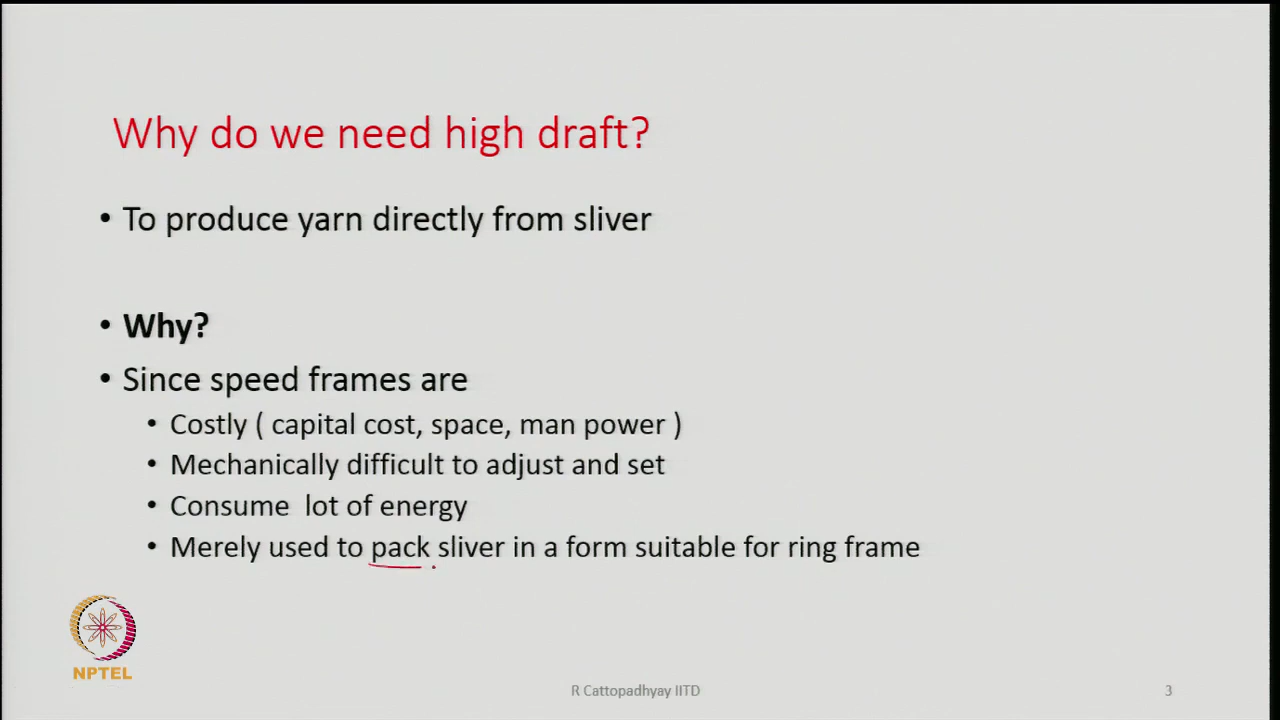 Why do we need high draft?
• To produce yarn directly from sliver
• Why?
• Since speed frames are
• Costly ( capital cost, space, man power )
• Mechanically difficult to adjust and set
• Consume lot of energy
• Merely used to pack sliver in a form suitable for ring frame
NPTEL
R Cattopadhyay IITD
3